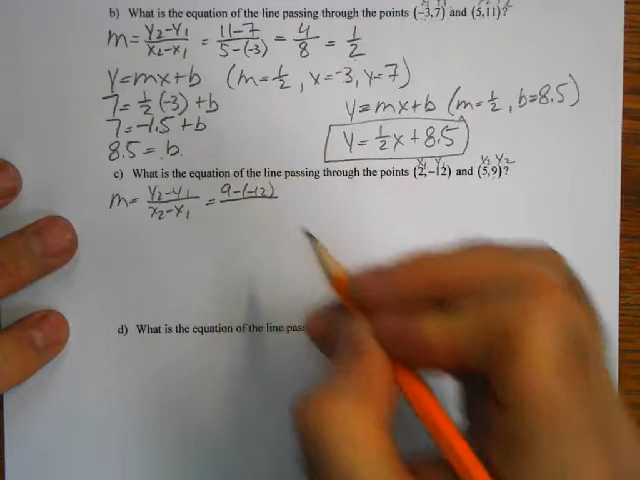 b) What is the equation of the line passing through the points (-3,7) and (5,11)?
m = y₂-y₁/x₂-x₁ = 11-7/5-(-3) = 4/8 = 1/2
y=mx+b (m=1/2, x=-3, y=7)
7=1/2(-3)+b
7=-1.5+b
8.5=b
y=mx+b (m=1/2, b=8.5)
y=1/2x+8.5
x₁ y₁ x₂ y₂
c) What is the equation of the line passing through the points (2,-12) and (5,9)?
m = y₂-y₁/x₂-x₁ = 9-(-12)
d) What is the equation of the line pass